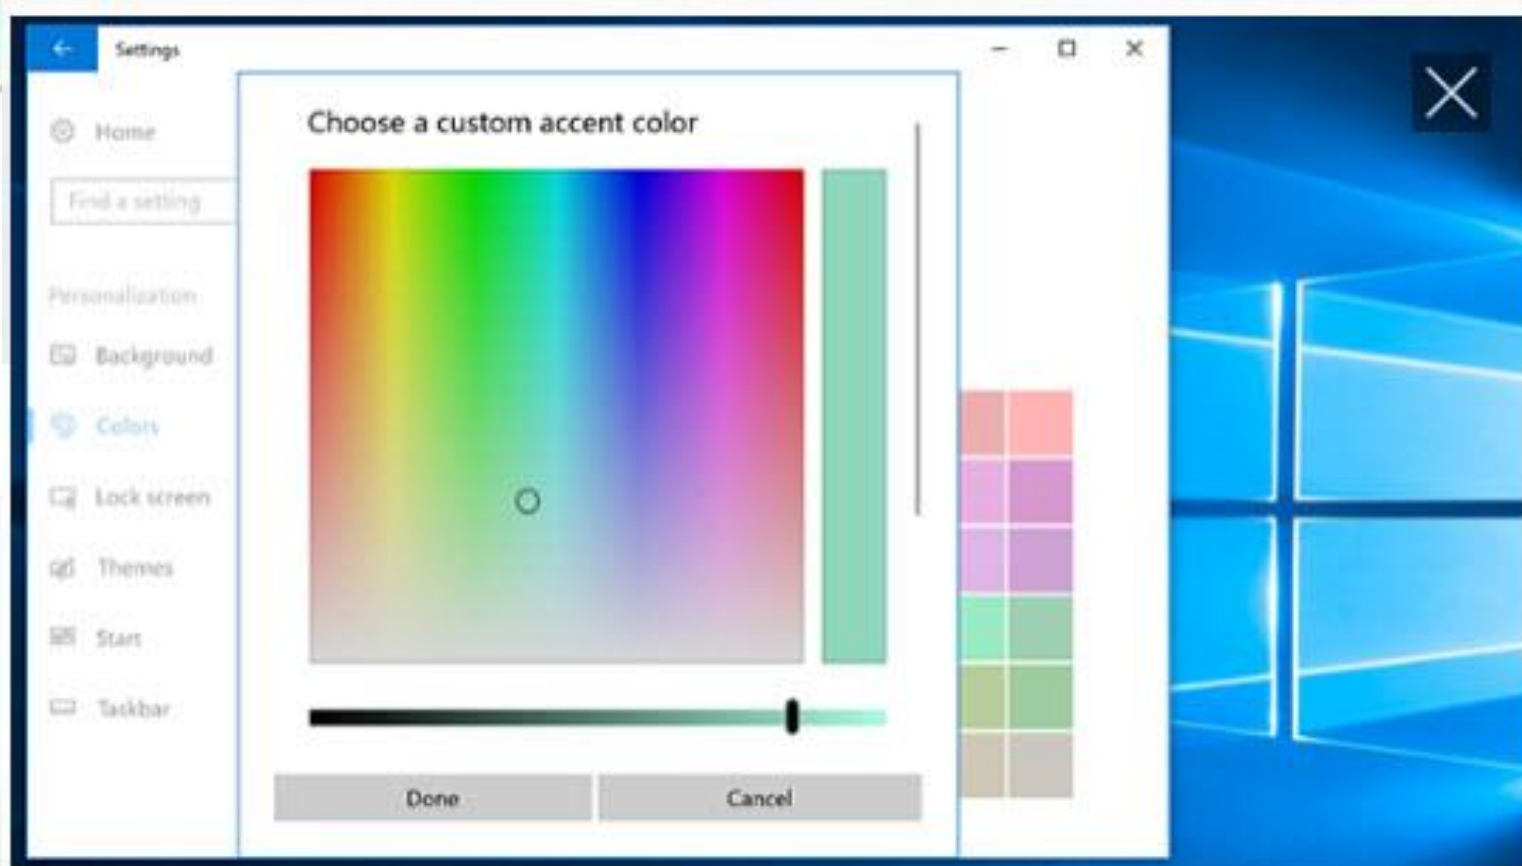 Settings
Home
Find a setting
Personalization
Background
Colors
Lock screen
Themes
Start
Taskbar
Choose a custom accent color
Done
Cancel